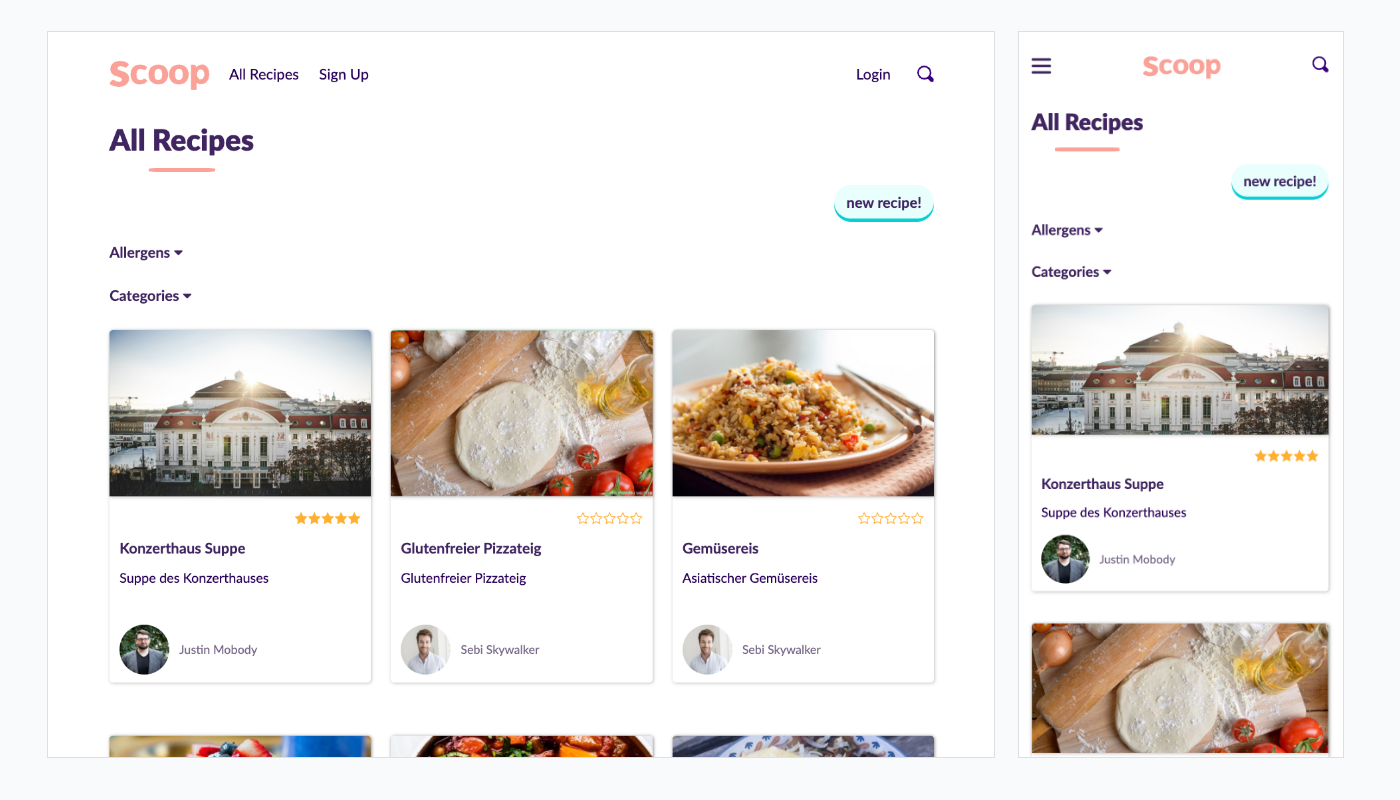 Scoop All Recipes Sign Up Login
All Recipes
new recipe!
Allergens
Categories
Konzerthaus Suppe
Suppe des Konzerthauses
Justin Mobody
Glutenfreier Pizzateig
Glutenfreier Pizzateig
Sebi Skywalker
Gemüsereis
Asiatischer Gemüsereis
Sebi Skywalker
Scoop
All Recipes
new recipe!
Allergens
Categories
Konzerthaus Suppe
Suppe des Konzerthauses
Justin Mobody